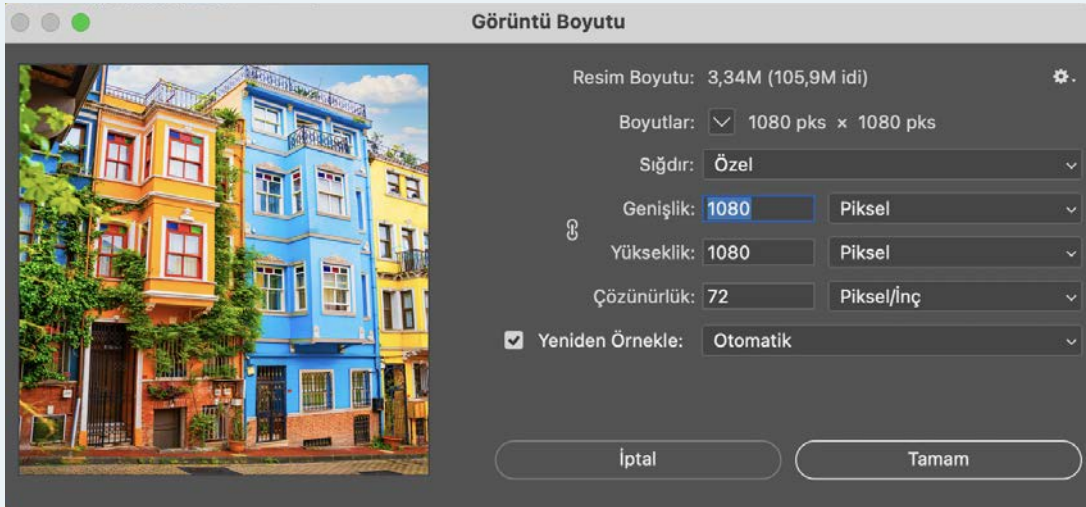 Görüntü Boyutu
Resim Boyutu: 3,34M (105,9M idi)
Boyutlar: 1080 pks × 1080 pks
Sığdır: Özel
Genişlik: 1080 Piksel
Yükseklik: 1080 Piksel
Çözünürlük: 72 Piksel/İnç
Yeniden Örnekle: Otomatik
İptal Tamam